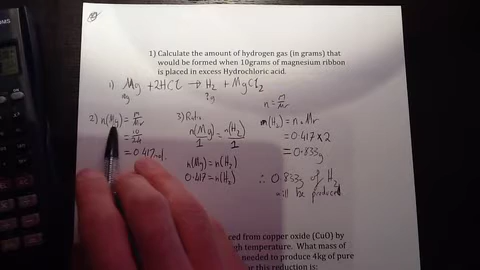 1) Calculate the amount of hydrogen gas (in grams) that
would be formed when 10grams of magnesium ribbon
is placed in excess Hydrochloric acid.
1) Mg + 2HCl → H₂ + MgCl₂
n = m/Mr
2) n(Mg) = m/Mr
= 10/24
= 0.417mol.
3) Ratio
n(Mg)/1 = n(H₂)/1
n(Mg) = n(H₂)
0.417 = n(H₂)
m(H₂) = n × Mr
= 0.417 × 2
= 0.833g
∴ 0.833g of H₂
will be produced.
ced from copper oxide (CuO) by
gh temperature. What mass of
needed to produce 4kg of pure
for this reduction is: